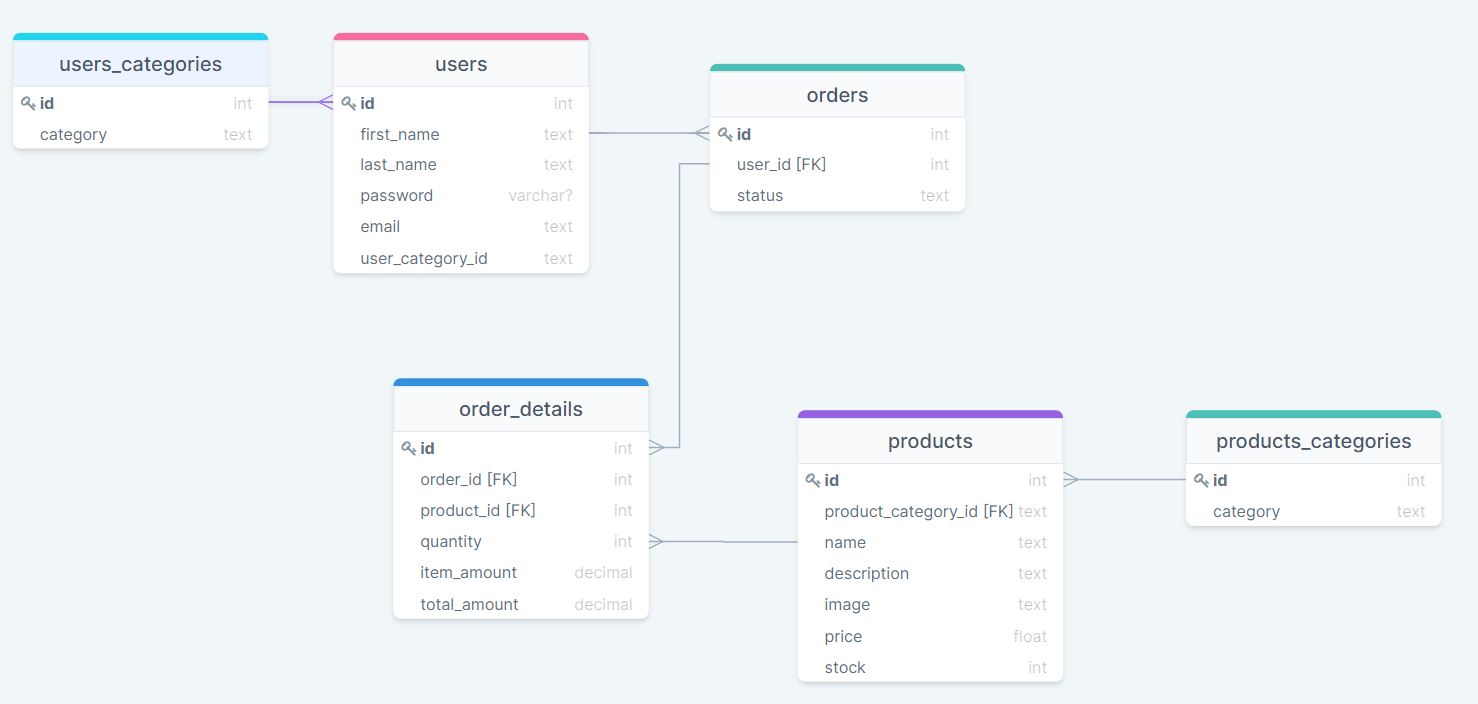 users_categories
id int
category text
users
id int
first_name text
last_name text
password varchar?
email text
user_category_id text
orders
id int
user_id [FK] int
status text
order_details
id int
order_id [FK] int
product_id [FK] int
quantity int
item_amount decimal
total_amount decimal
products
id int
product_category_id [FK] text
name text
description text
image text
price float
stock int
products_categories
id int
category text